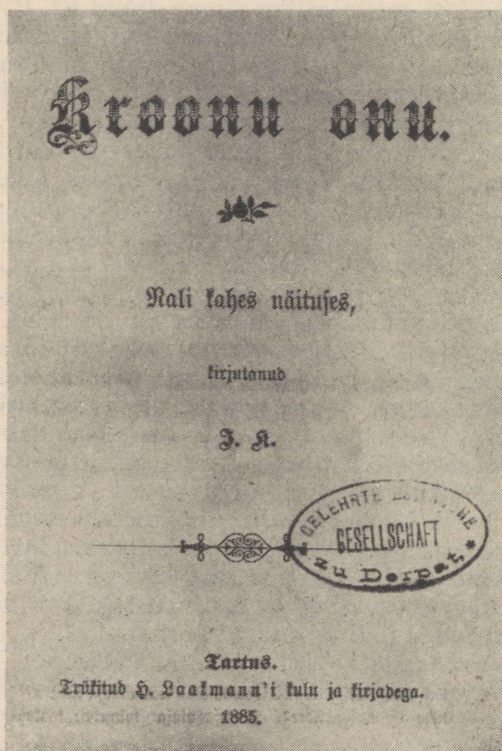 Kroonu onu.
Nali kahes näituses,
kirjutanud
J. K.
GELEHRTE
GESELLSCHAFT
zu Dorpat.
Tartus.
Trükitud H. Laakmann'i kulu ja kirjadega.
1885.